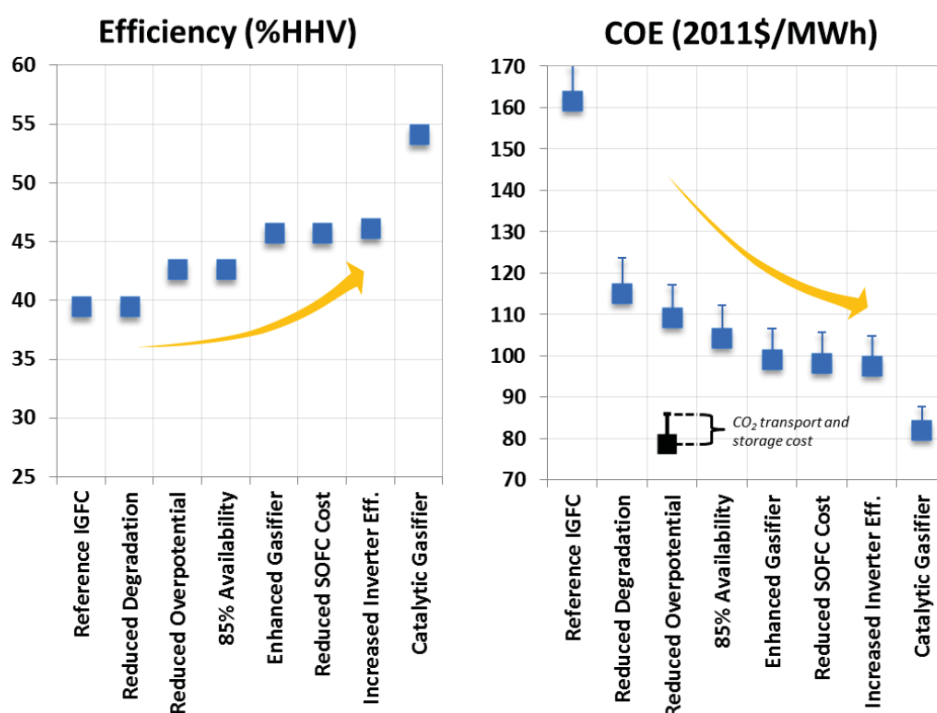 Efficiency (%HHV)
60
55
50
45
40
35
30
25
Reference IGFC
Reduced Degradation
Reduced Overpotential
85% Availability
Enhanced Gasifier
Reduced SOFC Cost
Increased Inverter Eff.
Catalytic Gasifier
COE (2011$/MWh)
170
160
150
140
130
120
110
100
90
80
70
CO₂ transport and
storage cost
Reference IGFC
Reduced Degradation
Reduced Overpotential
85% Availability
Enhanced Gasifier
Reduced SOFC Cost
Increased Inverter Eff.
Catalytic Gasifier